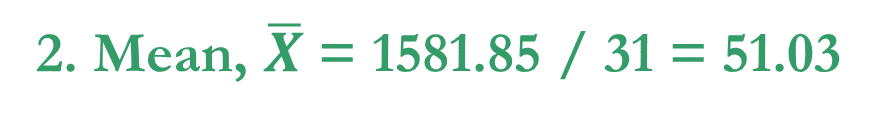 2. Mean, X̅ = 1581.85 / 31 = 51.03